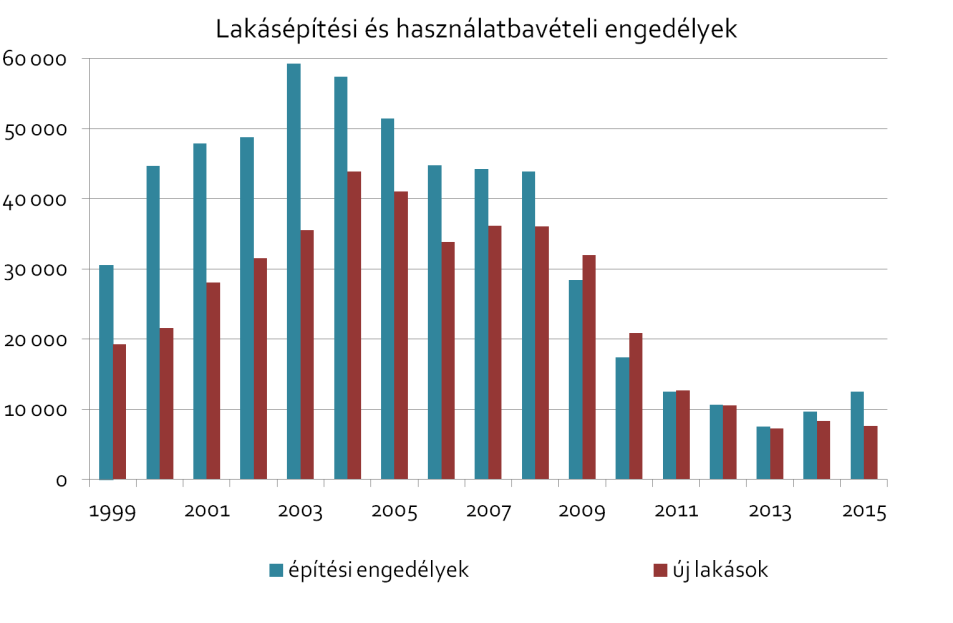 Lakásépítési és használatbavételi engedélyek
60 000
50 000
40 000
30 000
20 000
10 000
0
1999 2001 2003 2005 2007 2009 2011 2013 2015
építési engedélyek új lakások